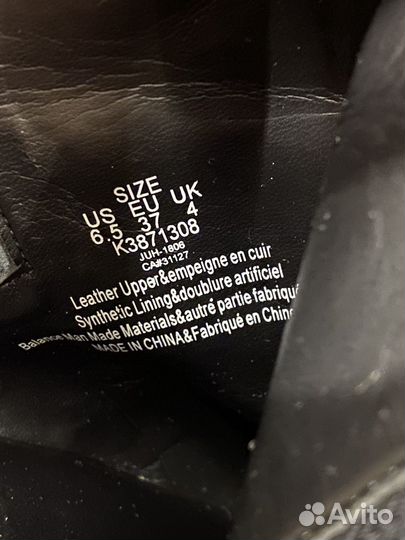 SIZE
US EU UK
6.5 37 4
K3871308
JUH-1806
CA#31127
Leather Upper&empeigne en cuir
Synthetic Lining&doublure artificiel
Balance Man Made Materials&autré partie fabriqué
MADE IN CHINA&Fabriqué en Chine
Avito